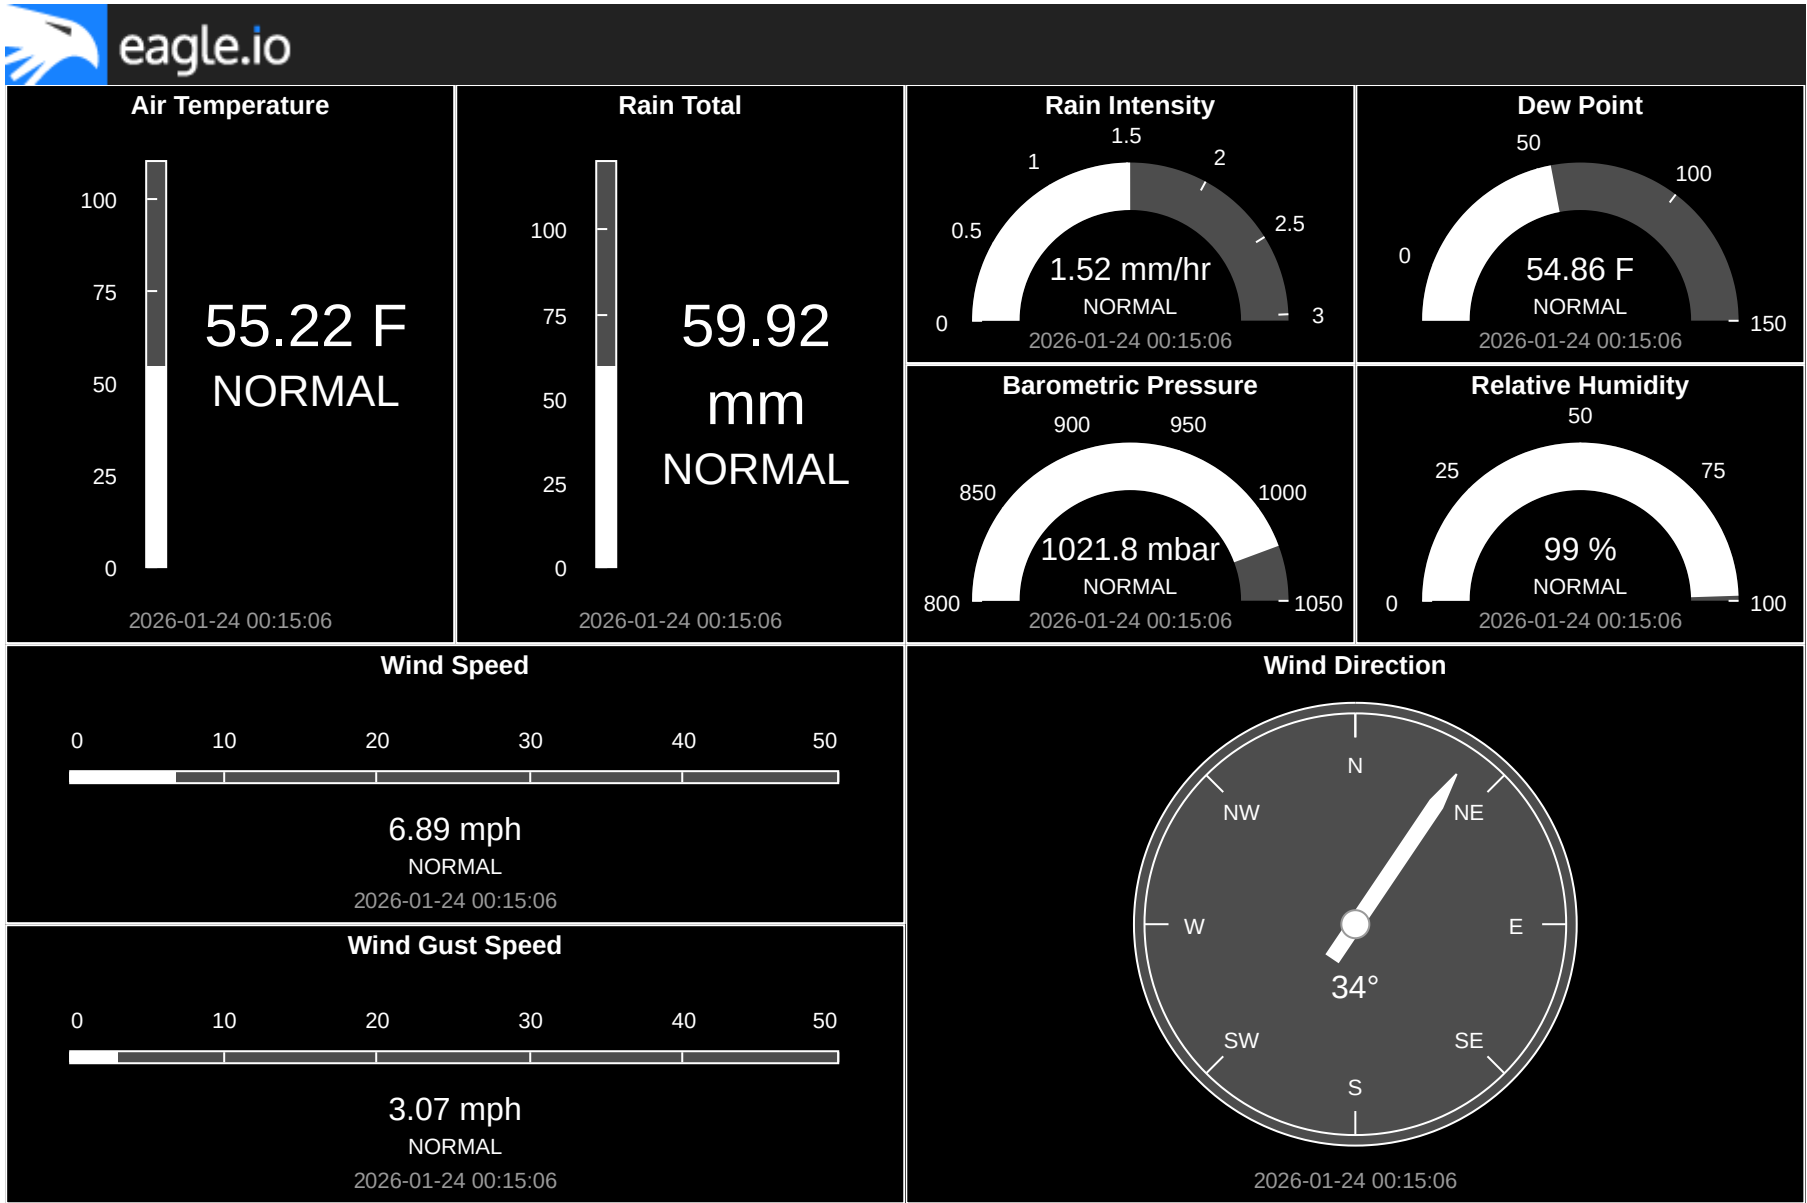 eagle.io
Air Temperature
100
75
50
25
0
55.22 F
NORMAL
2026-01-24 00:15:06
Rain Total
100
75
50
25
0
59.92
mm
NORMAL
2026-01-24 00:15:06
Rain Intensity
0
0.5
1
1.5
2
2.5
3
1.52 mm/hr
NORMAL
2026-01-24 00:15:06
Dew Point
0
50
100
150
54.86 F
NORMAL
2026-01-24 00:15:06
Barometric Pressure
800
850
900
950
1000
1050
1021.8 mbar
NORMAL
2026-01-24 00:15:06
Relative Humidity
0
25
50
75
100
99 %
NORMAL
2026-01-24 00:15:06
Wind Speed
0 10 20 30 40 50
6.89 mph
NORMAL
2026-01-24 00:15:06
Wind Gust Speed
0 10 20 30 40 50
3.07 mph
NORMAL
2026-01-24 00:15:06
Wind Direction
N
NW NE
W E
34°
SW SE
S
2026-01-24 00:15:06